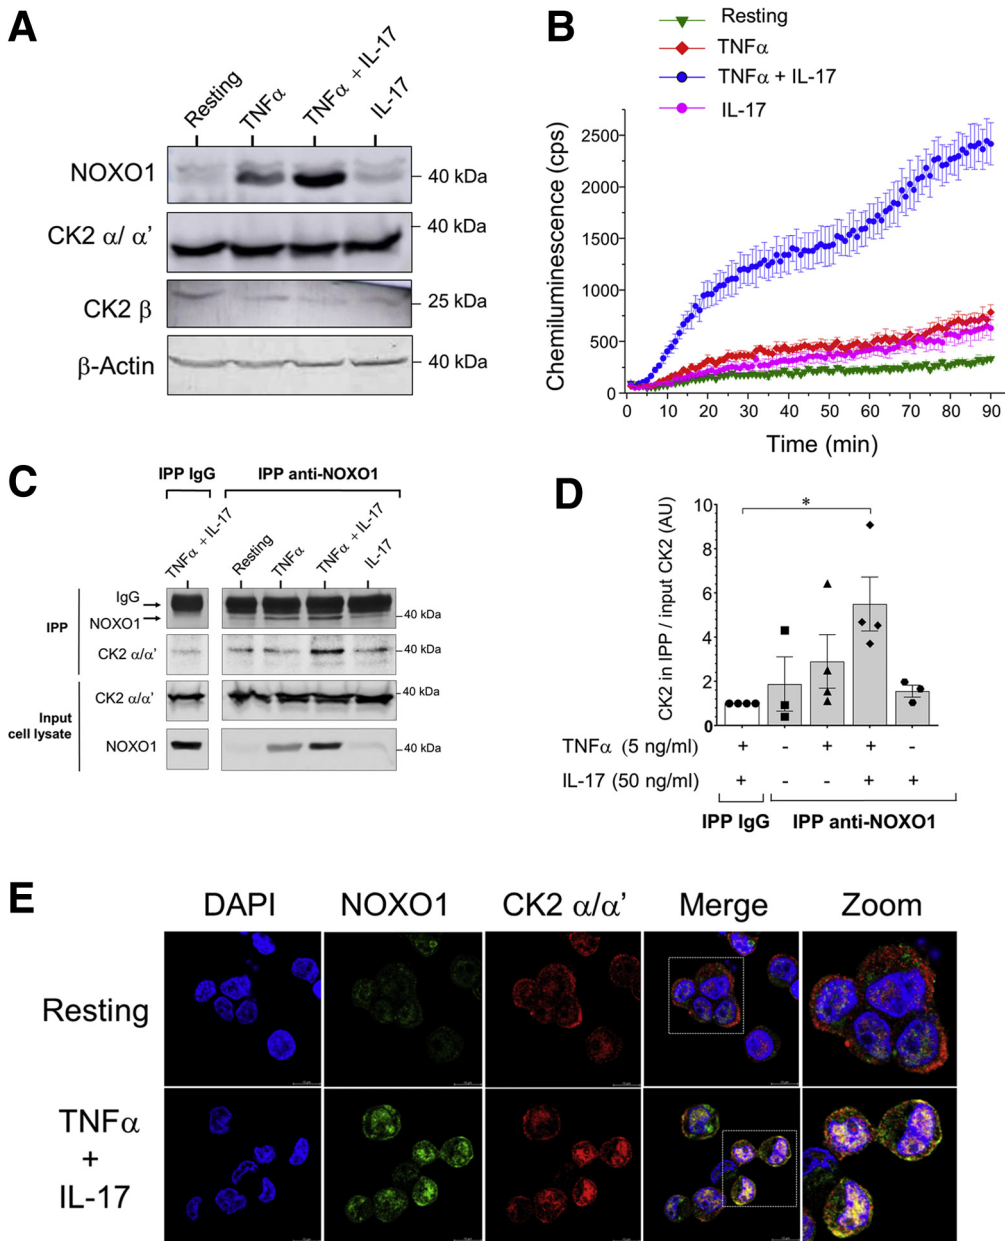 A
Resting
TNFα
TNFα + IL-17
IL-17
NOXO1
40 kDa
CK2 α/ α’
40 kDa
CK2 β
25 kDa
β-Actin
40 kDa
B
Resting
TNFα
TNFα + IL-17
IL-17
Chemiluminescence (cps)
2500
2000
1500
1000
500
0
0 10 20 30 40 50 60 70 80 90
Time (min)
C
IPP IgG
IPP anti-NOXO1
TNFα + IL-17
Resting
TNFα
TNFα + IL-17
IL-17
IPP
IgG
NOXO1
40 kDa
CK2 α/α’
40 kDa
Input
cell lysate
CK2 α/α’
40 kDa
NOXO1
40 kDa
D
CK2 in IPP / input CK2 (AU)
10
8
6
4
2
0
*
TNFα (5 ng/ml) + - + + -
IL-17 (50 ng/ml) + - - + +
IPP IgG
IPP anti-NOXO1
E
DAPI NOXO1 CK2 α/α’ Merge Zoom
Resting
TNFα
+
IL-17